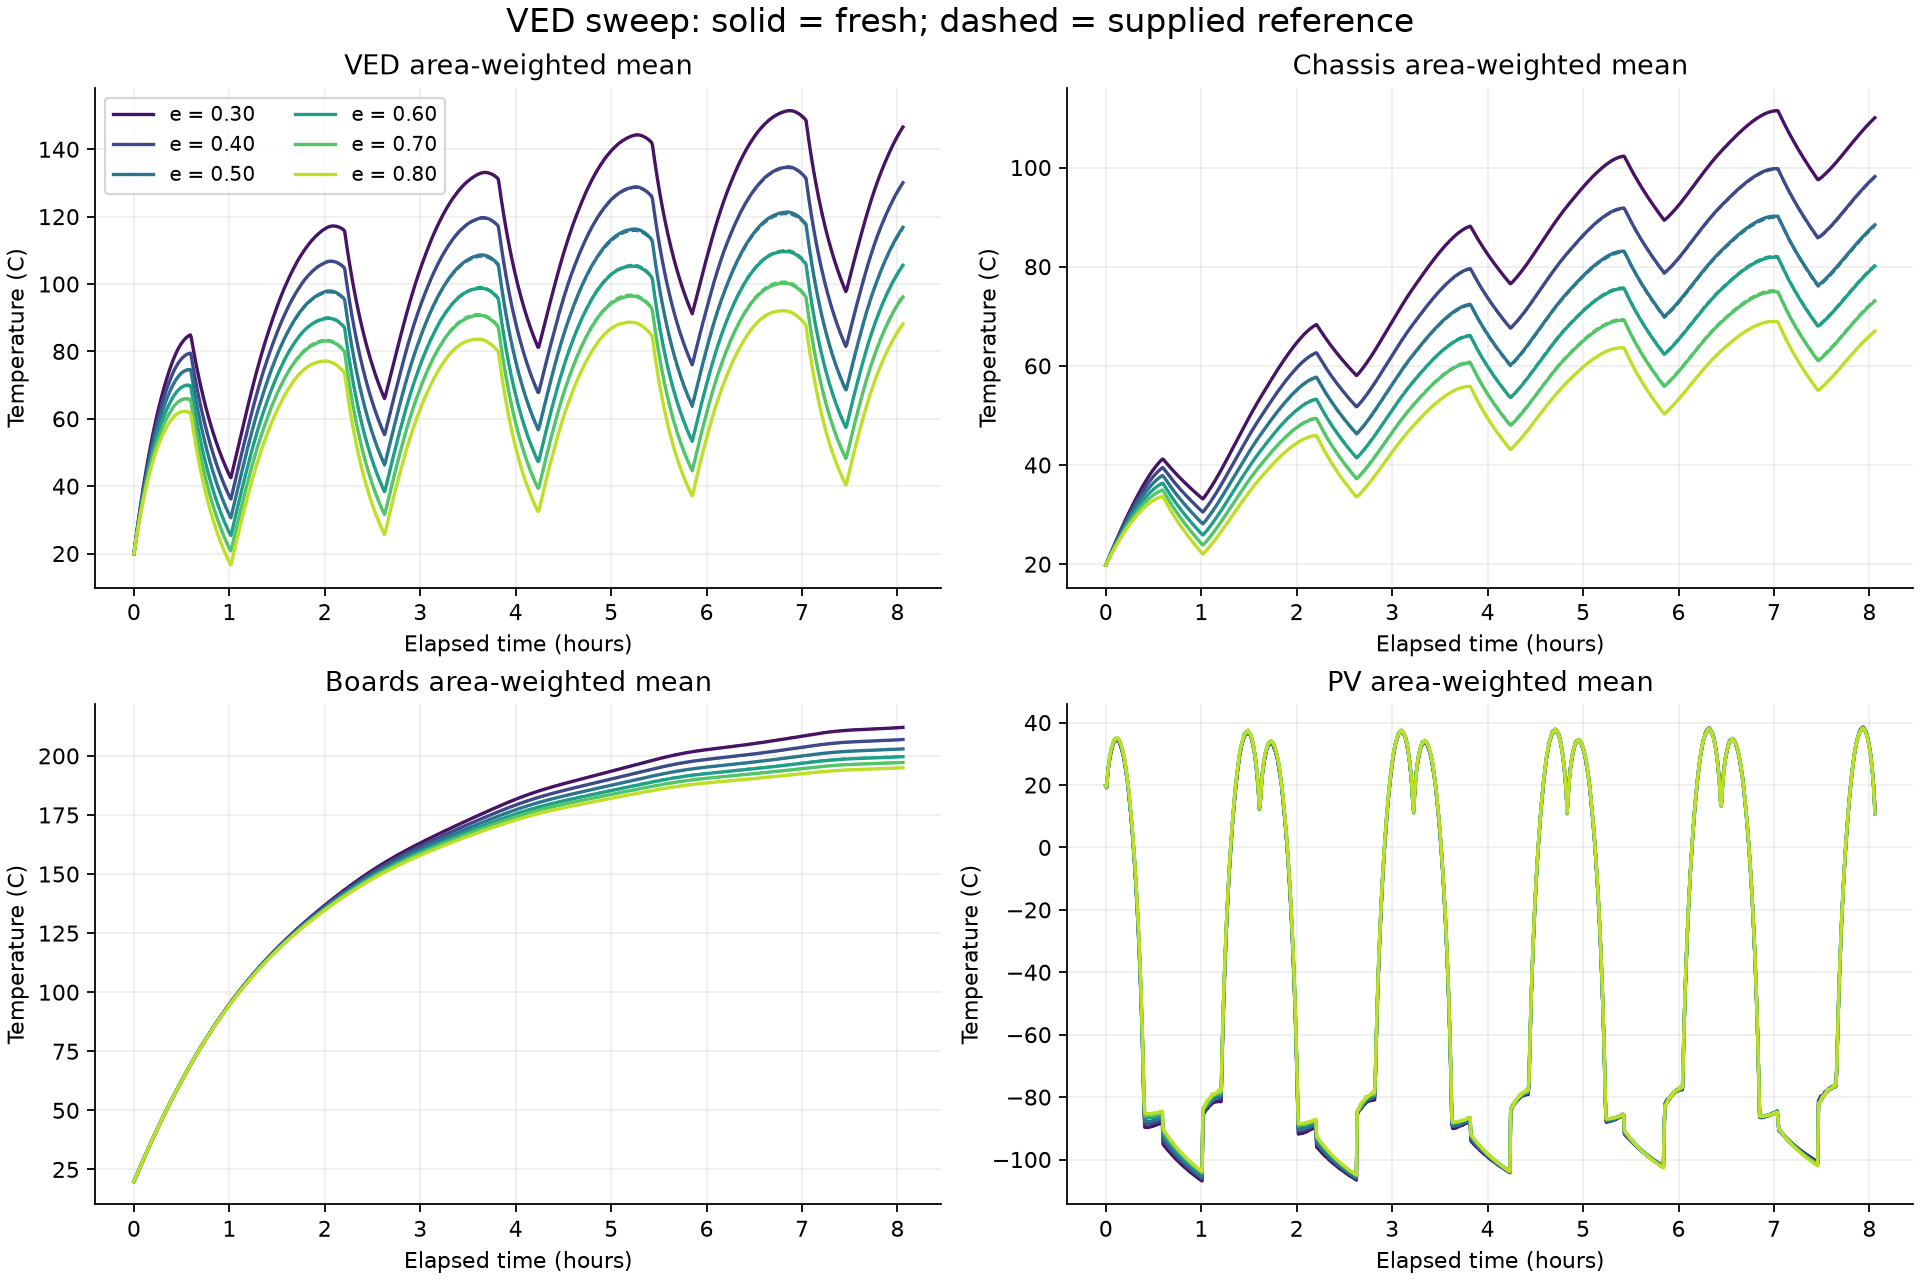 VED sweep: solid = fresh; dashed = supplied reference
VED area-weighted mean
e = 0.30
e = 0.40
e = 0.50
e = 0.60
e = 0.70
e = 0.80
Temperature (C)
140
120
100
80
60
40
20
0 1 2 3 4 5 6 7 8
Elapsed time (hours)
Chassis area-weighted mean
Temperature (C)
100
80
60
40
20
0 1 2 3 4 5 6 7 8
Elapsed time (hours)
Boards area-weighted mean
Temperature (C)
200
175
150
125
100
75
50
25
0 1 2 3 4 5 6 7 8
Elapsed time (hours)
PV area-weighted mean
Temperature (C)
40
20
0
−20
−40
−60
−80
−100
0 1 2 3 4 5 6 7 8
Elapsed time (hours)